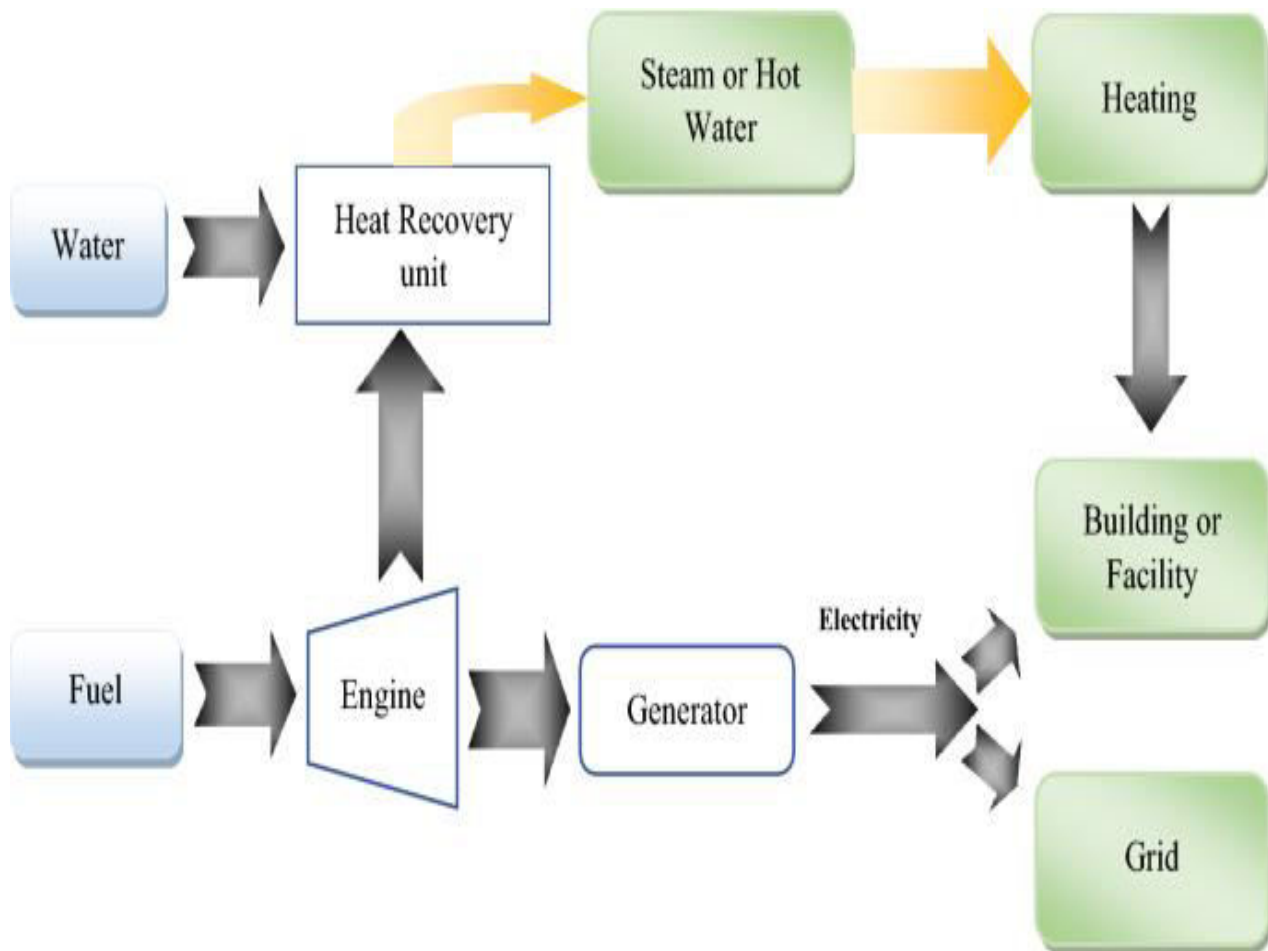 Steam or Hot
Water
Heating
Water
Heat Recovery
unit
Building or
Facility
Electricity
Fuel
Engine
Generator
Grid